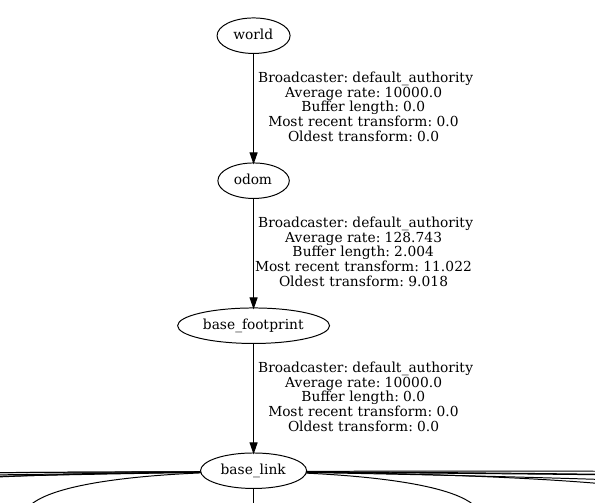 world
Broadcaster: default_authority
Average rate: 10000.0
Buffer length: 0.0
Most recent transform: 0.0
Oldest transform: 0.0
odom
Broadcaster: default_authority
Average rate: 128.743
Buffer length: 2.004
Most recent transform: 11.022
Oldest transform: 9.018
base_footprint
Broadcaster: default_authority
Average rate: 10000.0
Buffer length: 0.0
Most recent transform: 0.0
Oldest transform: 0.0
base_link